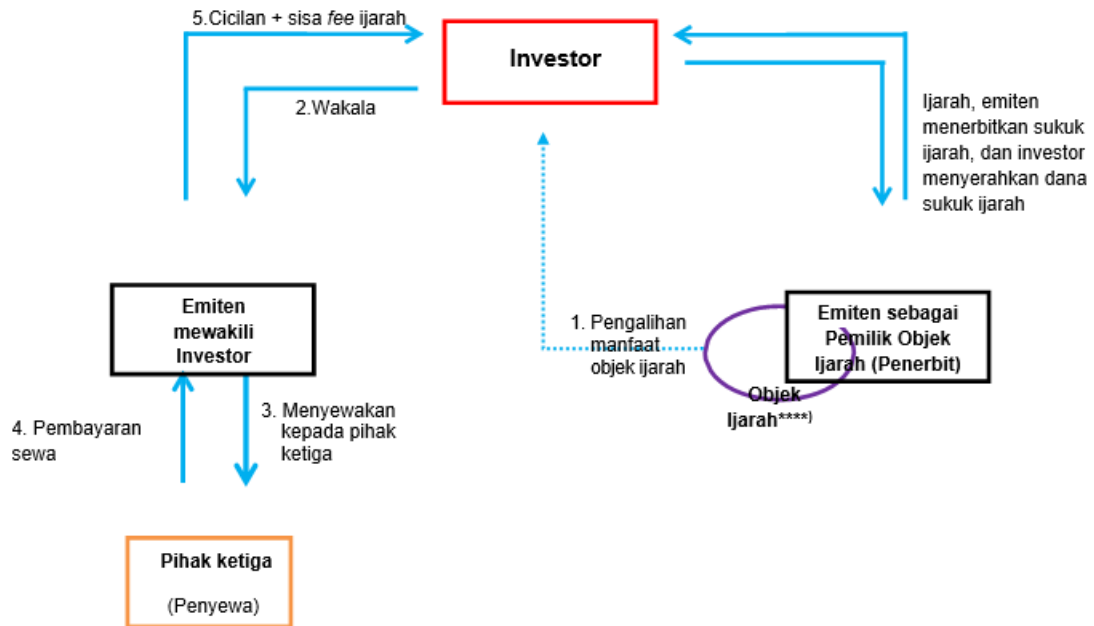 5.Cicilan + sisa fee ijarah
Investor
2.Wakala
Ijarah, emiten
menerbitkan sukuk
ijarah, dan investor
menyerahkan dana
sukuk ijarah
Emiten
mewakili
Investor
1. Pengalihan
manfaat
objek ijarah
Emiten sebagai
Pemilik Objek
Ijarah (Penerbit)
Objek
Ijarah****)
4. Pembayaran
sewa
3. Menyewakan
kepada pihak
ketiga
Pihak ketiga
(Penyewa)